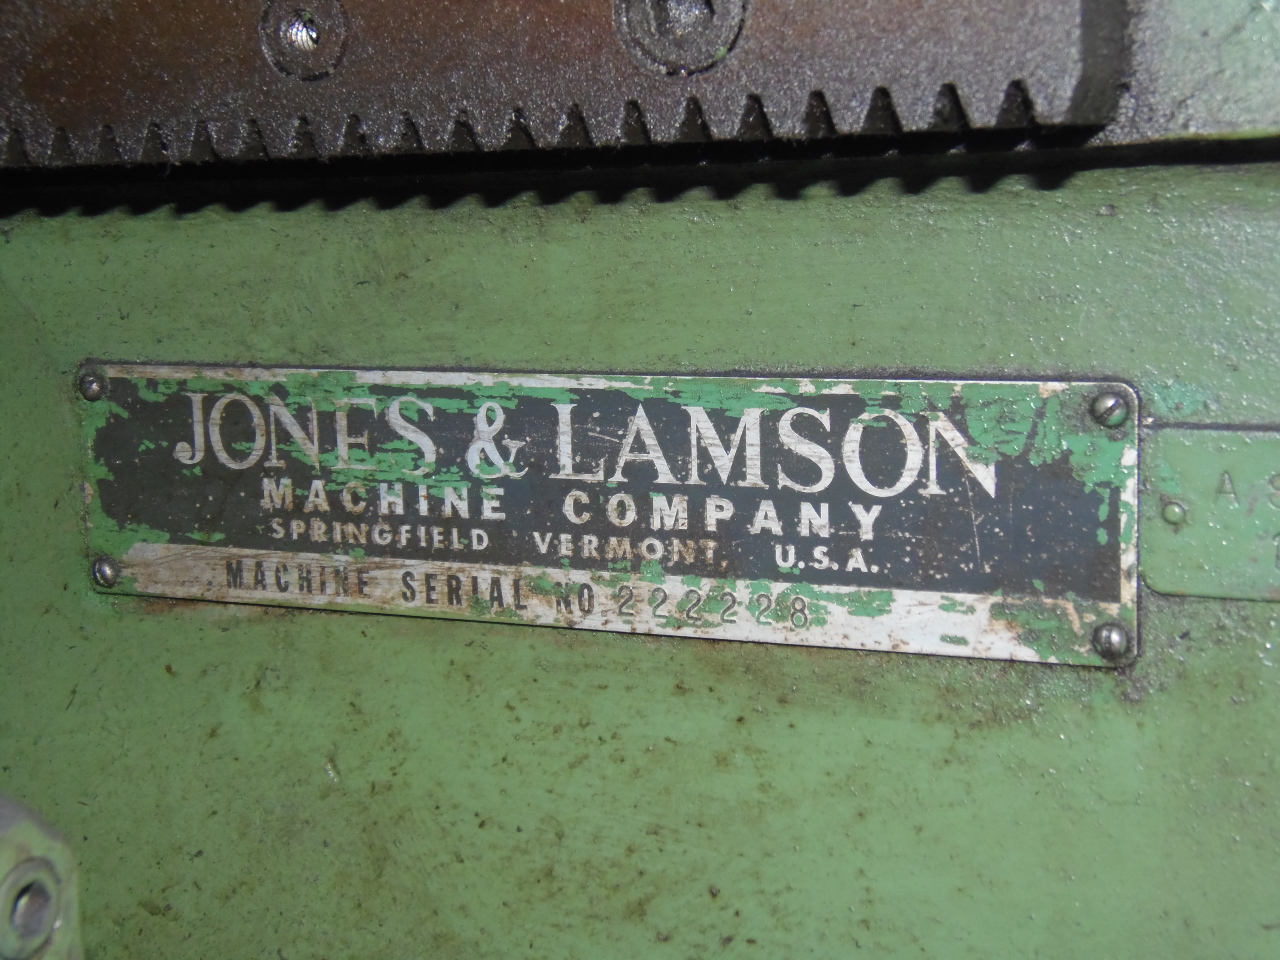 JONES & LAMSON
MACHINE COMPANY
SPRINGFIELD VERMONT, U.S.A.
MACHINE SERIAL NO. 222228